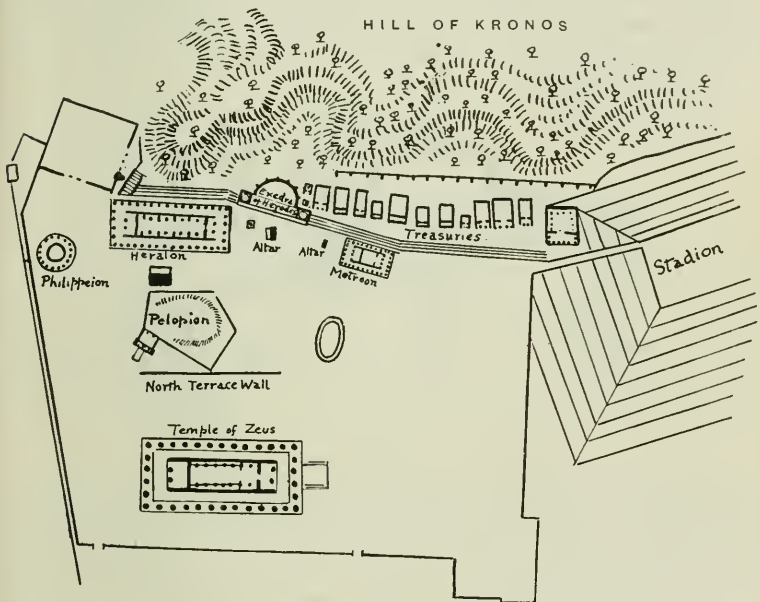 HILL OF KRONOS
Exedra
of Herodes
Treasuries.
Heraion
Altar
Altar
Metroon
Stadion
Philippeion
Pelopion
North Terrace Wall
Temple of Zeus